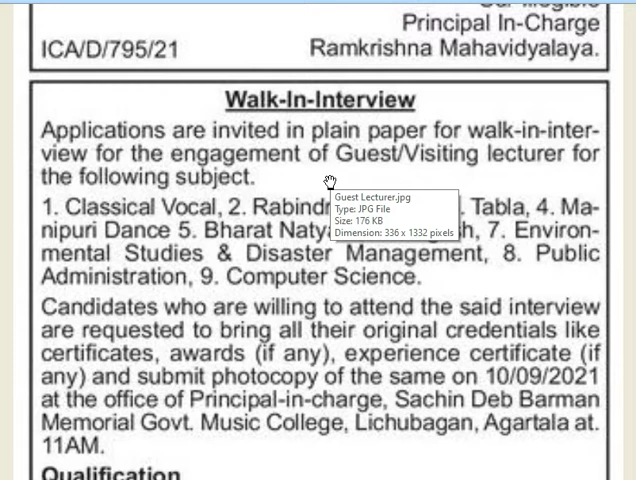 Principal In-Charge
ICA/D/795/21 Ramkrishna Mahavidyalaya.
Walk-In-Interview
Applications are invited in plain paper for walk-in-inter-
view for the engagement of Guest/Visiting lecturer for
the following subject.
Guest Lecturer.jpg
Type: JPG File
Size: 176 KB
Dimension: 336 x 1332 pixels
1. Classical Vocal, 2. Tabla, 4. Ma-
nipuri Dance 5. Bharat 7. Environ-
mental Studies & Disaster Management, 8. Public
Administration, 9. Computer Science.
Candidates who are willing to attend the said interview
are requested to bring all their original credentials like
certificates, awards (if any), experience certificate (if
any) and submit photocopy of the same on 10/09/2021
at the office of Principal-in-charge, Sachin Deb Barman
Memorial Govt. Music College, Lichubagan, Agartala at.
11AM.
Qualification